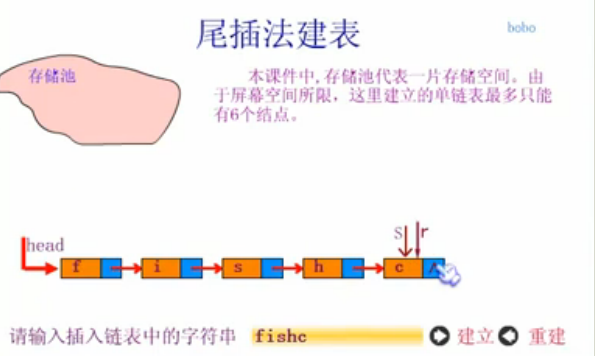 尾插法建表
bobo
存储池
本课件中,存储池代表一片存储空间。由
于屏幕空间所限，这里建立的单链表最多只能
有6个结点。
S r
head
f i s h c ∧
请输入插入链表中的字符串 fishc 建立 重建